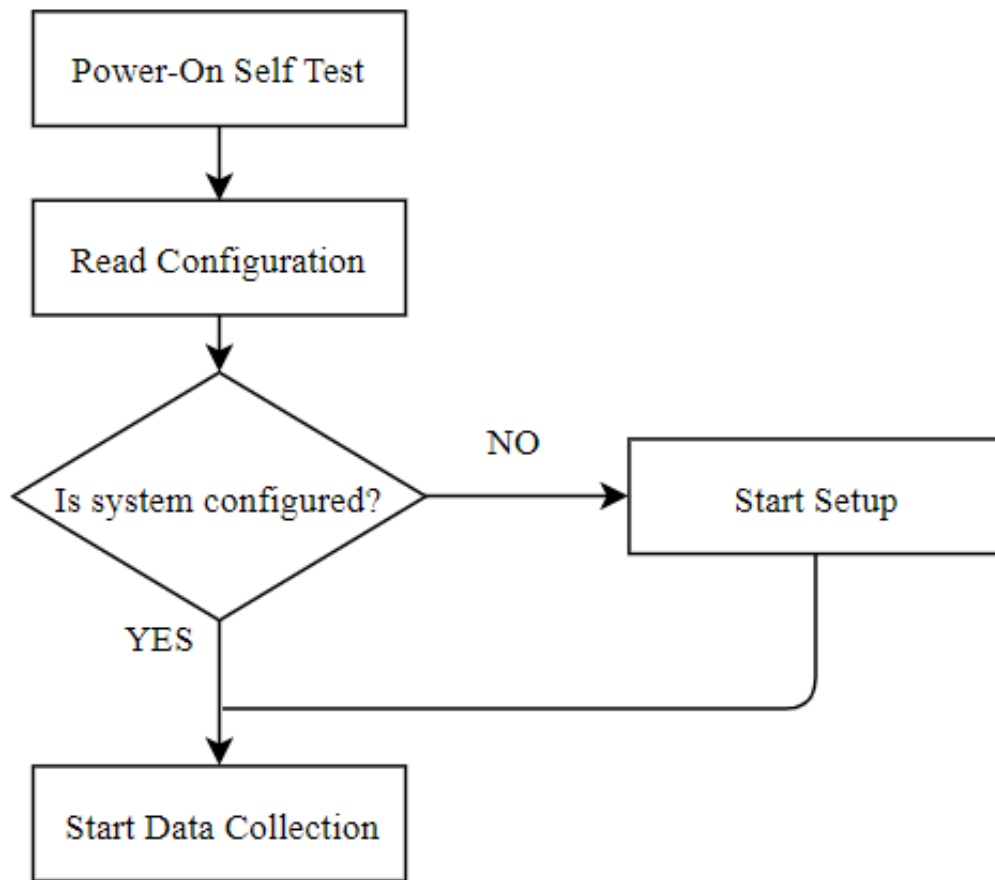 Power-On Self Test
Read Configuration
Is system configured?
NO
Start Setup
YES
Start Data Collection